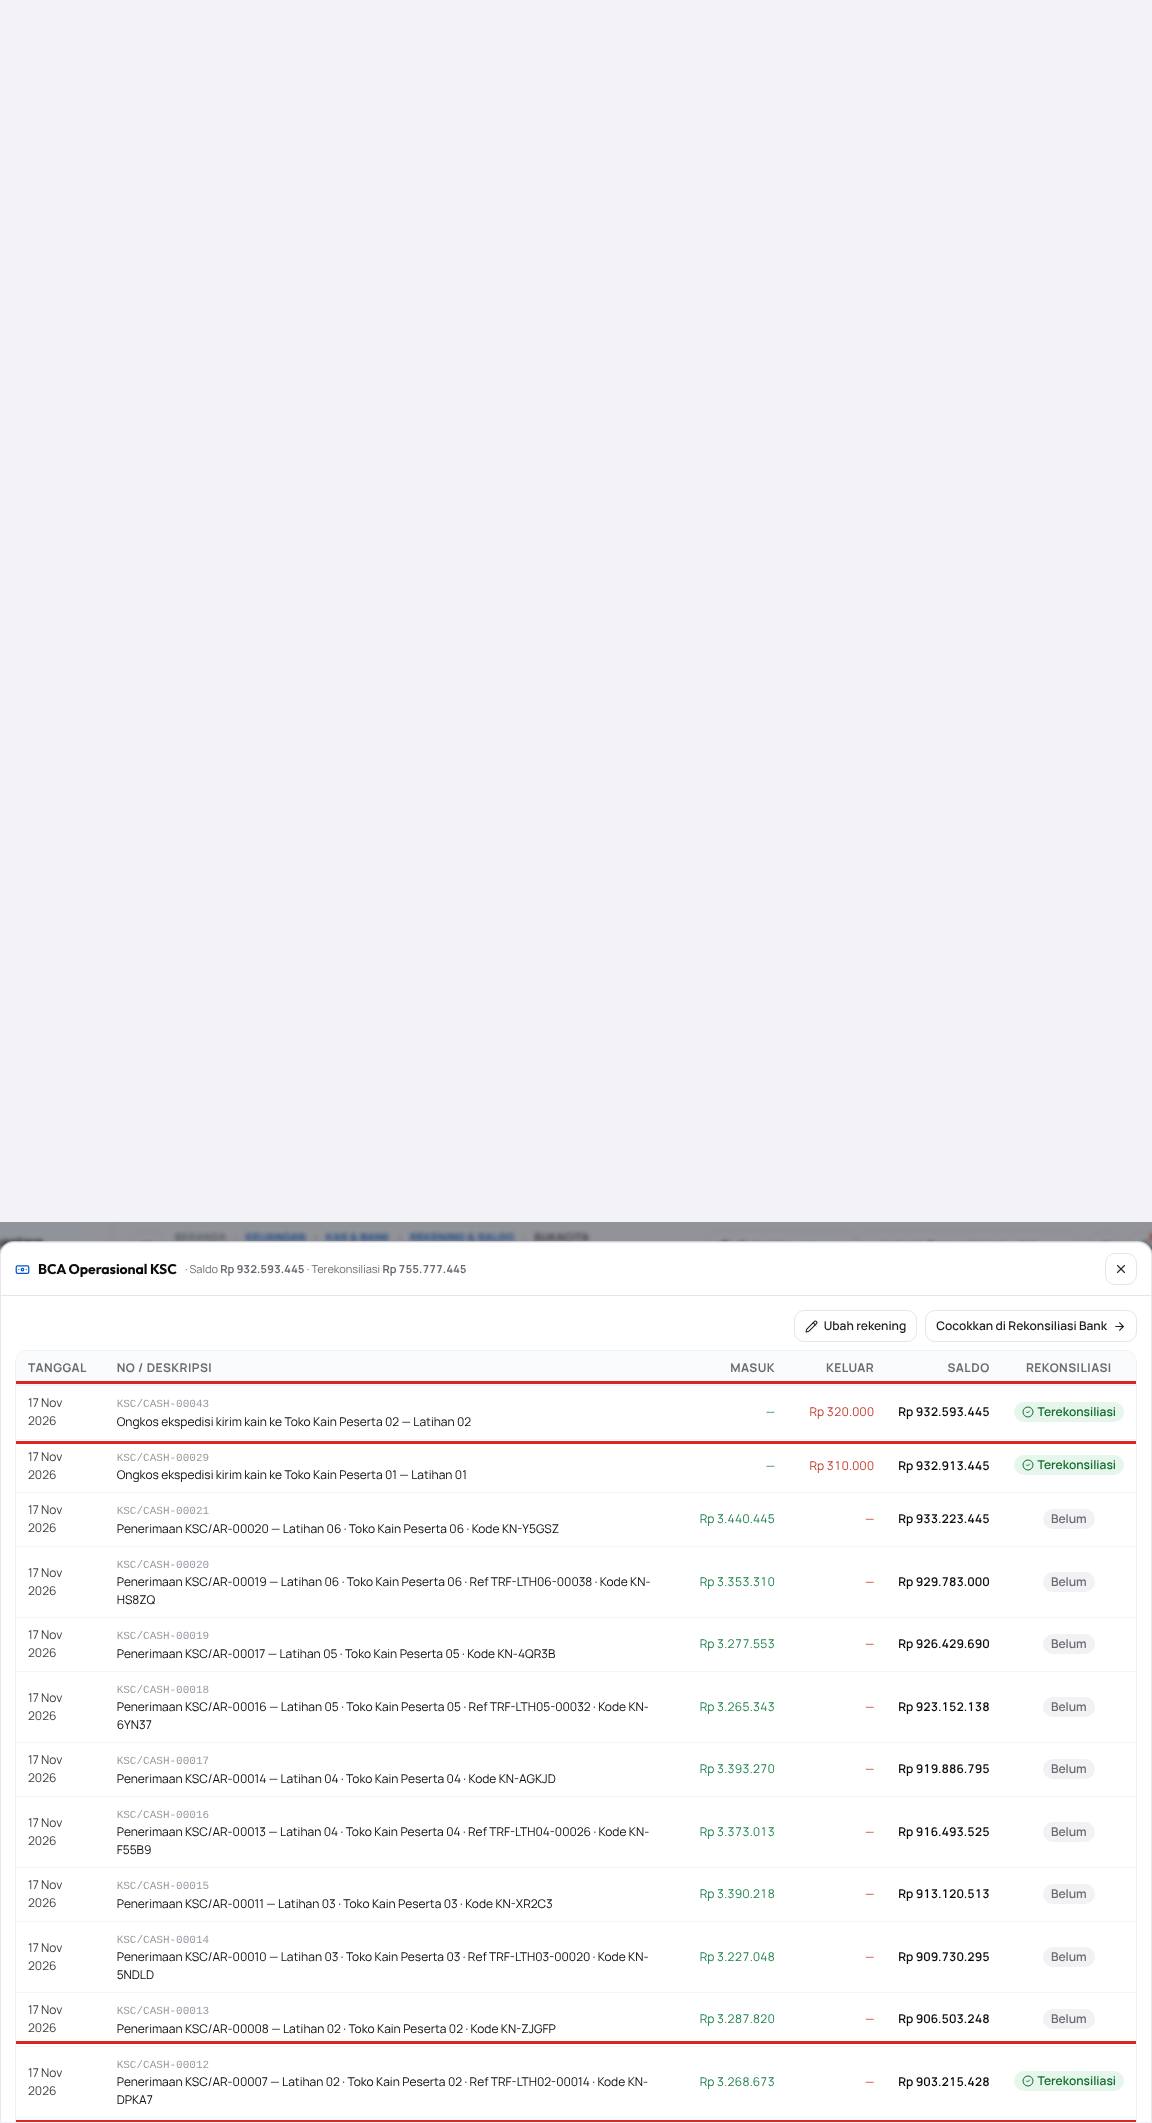 BERANDA KEUANGAN KAS & BANK REKENING & SALDO SUKACITA
BCA Operasional KSC · Saldo Rp 932.593.445 · Terekonsiliasi Rp 755.777.445
Ubah rekening Cocokkan di Rekonsiliasi Bank →
TANGGAL NO / DESKRIPSI MASUK KELUAR SALDO REKONSILIASI
17 Nov 2026 KSC/CASH-00043
Ongkos ekspedisi kirim kain ke Toko Kain Peserta 02 — Latihan 02 — Rp 320.000 Rp 932.593.445 Terekonsiliasi
17 Nov 2026 KSC/CASH-00029
Ongkos ekspedisi kirim kain ke Toko Kain Peserta 01 — Latihan 01 — Rp 310.000 Rp 932.913.445 Terekonsiliasi
17 Nov 2026 KSC/CASH-00021
Penerimaan KSC/AR-00020 — Latihan 06 · Toko Kain Peserta 06 · Kode KN-Y5GSZ Rp 3.440.445 — Rp 933.223.445 Belum
17 Nov 2026 KSC/CASH-00020
Penerimaan KSC/AR-00019 — Latihan 06 · Toko Kain Peserta 06 · Ref TRF-LTH06-00038 · Kode KN-
HS8ZQ Rp 3.353.310 — Rp 929.783.000 Belum
17 Nov 2026 KSC/CASH-00019
Penerimaan KSC/AR-00017 — Latihan 05 · Toko Kain Peserta 05 · Kode KN-4QR3B Rp 3.277.553 — Rp 926.429.690 Belum
17 Nov 2026 KSC/CASH-00018
Penerimaan KSC/AR-00016 — Latihan 05 · Toko Kain Peserta 05 · Ref TRF-LTH05-00032 · Kode KN-
6YN37 Rp 3.265.343 — Rp 923.152.138 Belum
17 Nov 2026 KSC/CASH-00017
Penerimaan KSC/AR-00014 — Latihan 04 · Toko Kain Peserta 04 · Kode KN-AGKJD Rp 3.393.270 — Rp 919.886.795 Belum
17 Nov 2026 KSC/CASH-00016
Penerimaan KSC/AR-00013 — Latihan 04 · Toko Kain Peserta 04 · Ref TRF-LTH04-00026 · Kode KN-
F55B9 Rp 3.373.013 — Rp 916.493.525 Belum
17 Nov 2026 KSC/CASH-00015
Penerimaan KSC/AR-00011 — Latihan 03 · Toko Kain Peserta 03 · Kode KN-XR2C3 Rp 3.390.218 — Rp 913.120.513 Belum
17 Nov 2026 KSC/CASH-00014
Penerimaan KSC/AR-00010 — Latihan 03 · Toko Kain Peserta 03 · Ref TRF-LTH03-00020 · Kode KN-
5NDLD Rp 3.227.048 — Rp 909.730.295 Belum
17 Nov 2026 KSC/CASH-00013
Penerimaan KSC/AR-00008 — Latihan 02 · Toko Kain Peserta 02 · Kode KN-ZJGFP Rp 3.287.820 — Rp 906.503.248 Belum
17 Nov 2026 KSC/CASH-00012
Penerimaan KSC/AR-00007 — Latihan 02 · Toko Kain Peserta 02 · Ref TRF-LTH02-00014 · Kode KN-
DPKA7 Rp 3.268.673 — Rp 903.215.428 Terekonsiliasi